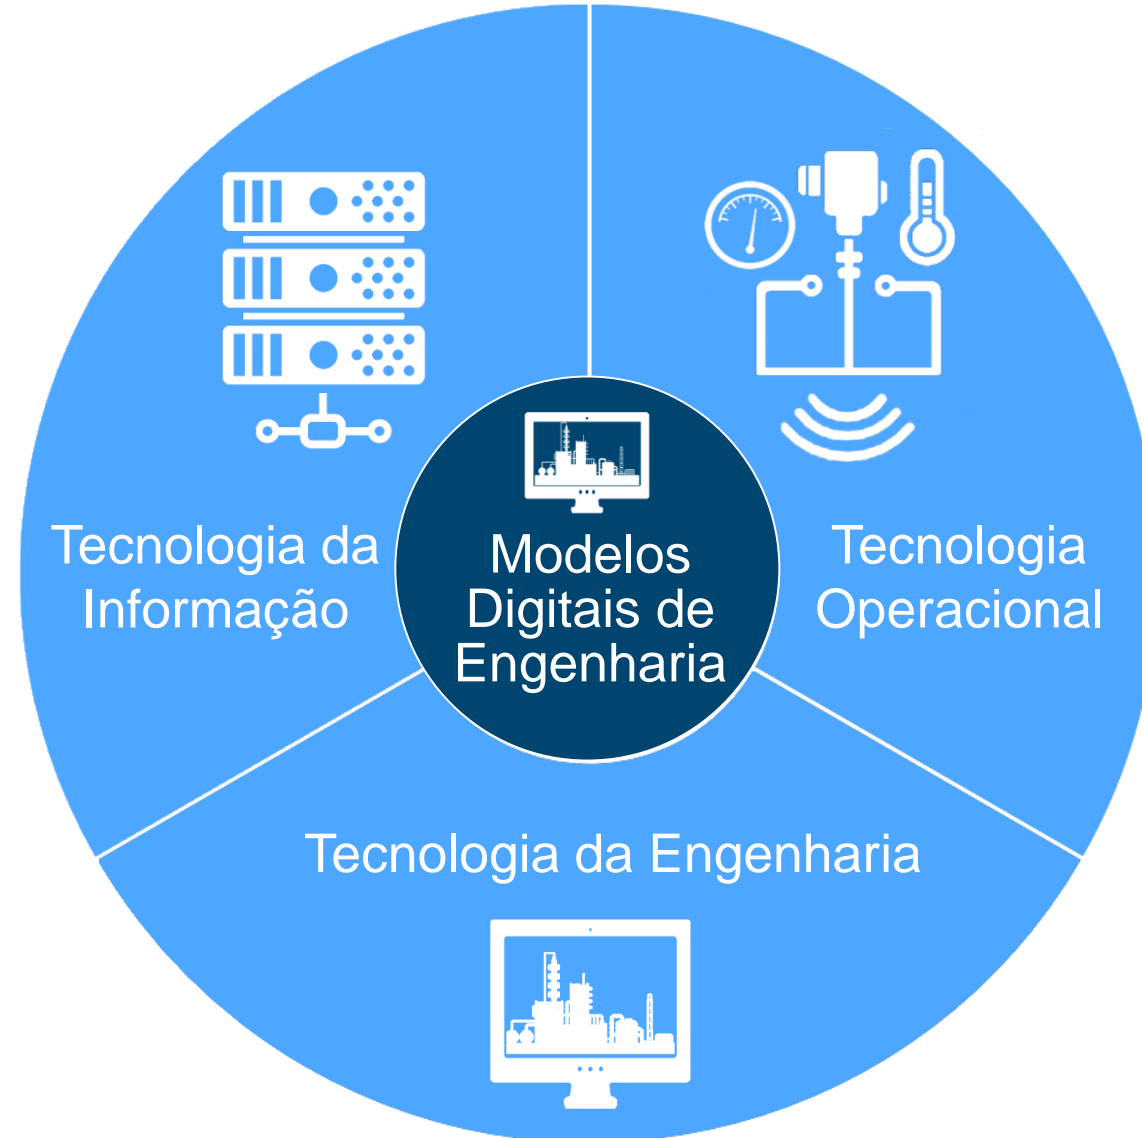 Tecnologia da
Informação
Modelos
Digitais de
Engenharia
Tecnologia
Operacional
Tecnologia da Engenharia